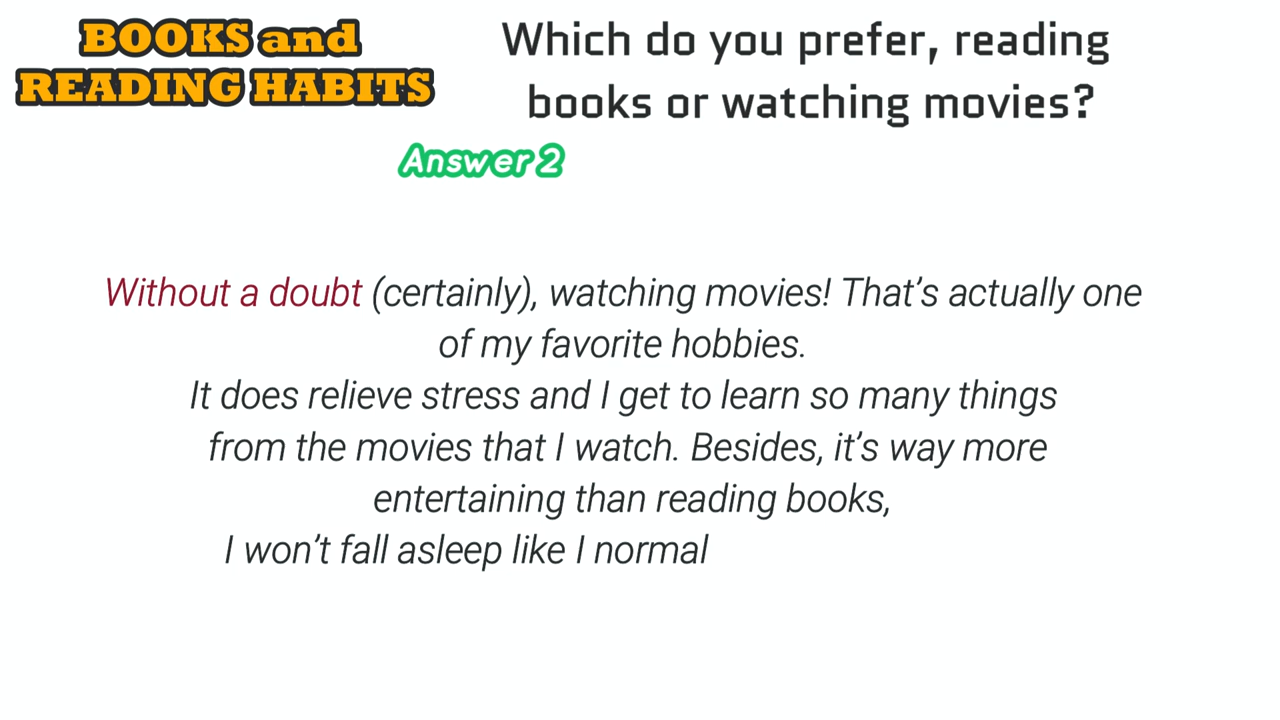 BOOKS and
READING HABITS
Which do you prefer, reading
books or watching movies?
Answer 2
Without a doubt (certainly), watching movies! That’s actually one
of my favorite hobbies.
It does relieve stress and I get to learn so many things
from the movies that I watch. Besides, it’s way more
entertaining than reading books,
I won’t fall asleep like I normal